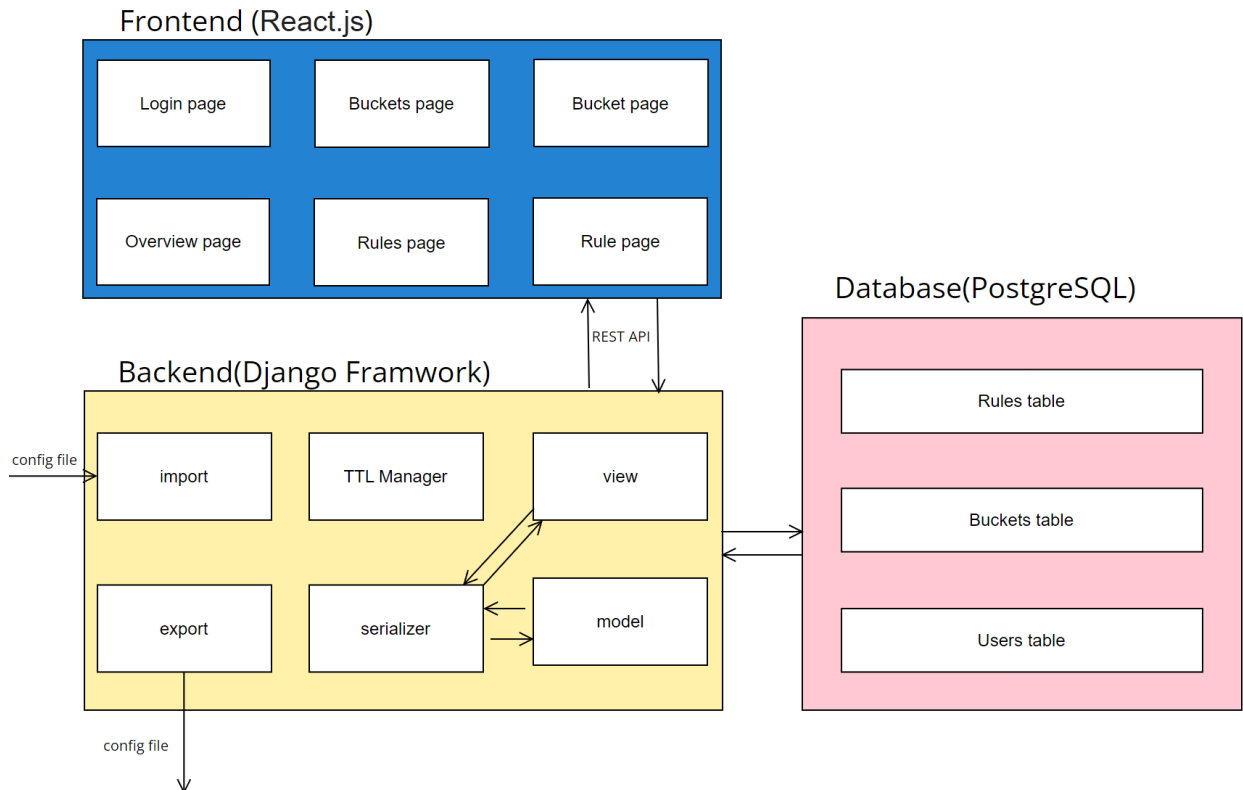 Frontend (React.js)
Login page
Buckets page
Bucket page
Overview page
Rules page
Rule page
REST API
Database(PostgreSQL)
Rules table
Buckets table
Users table
Backend(Django Framwork)
config file
import
TTL Manager
view
export
serializer
model
config file